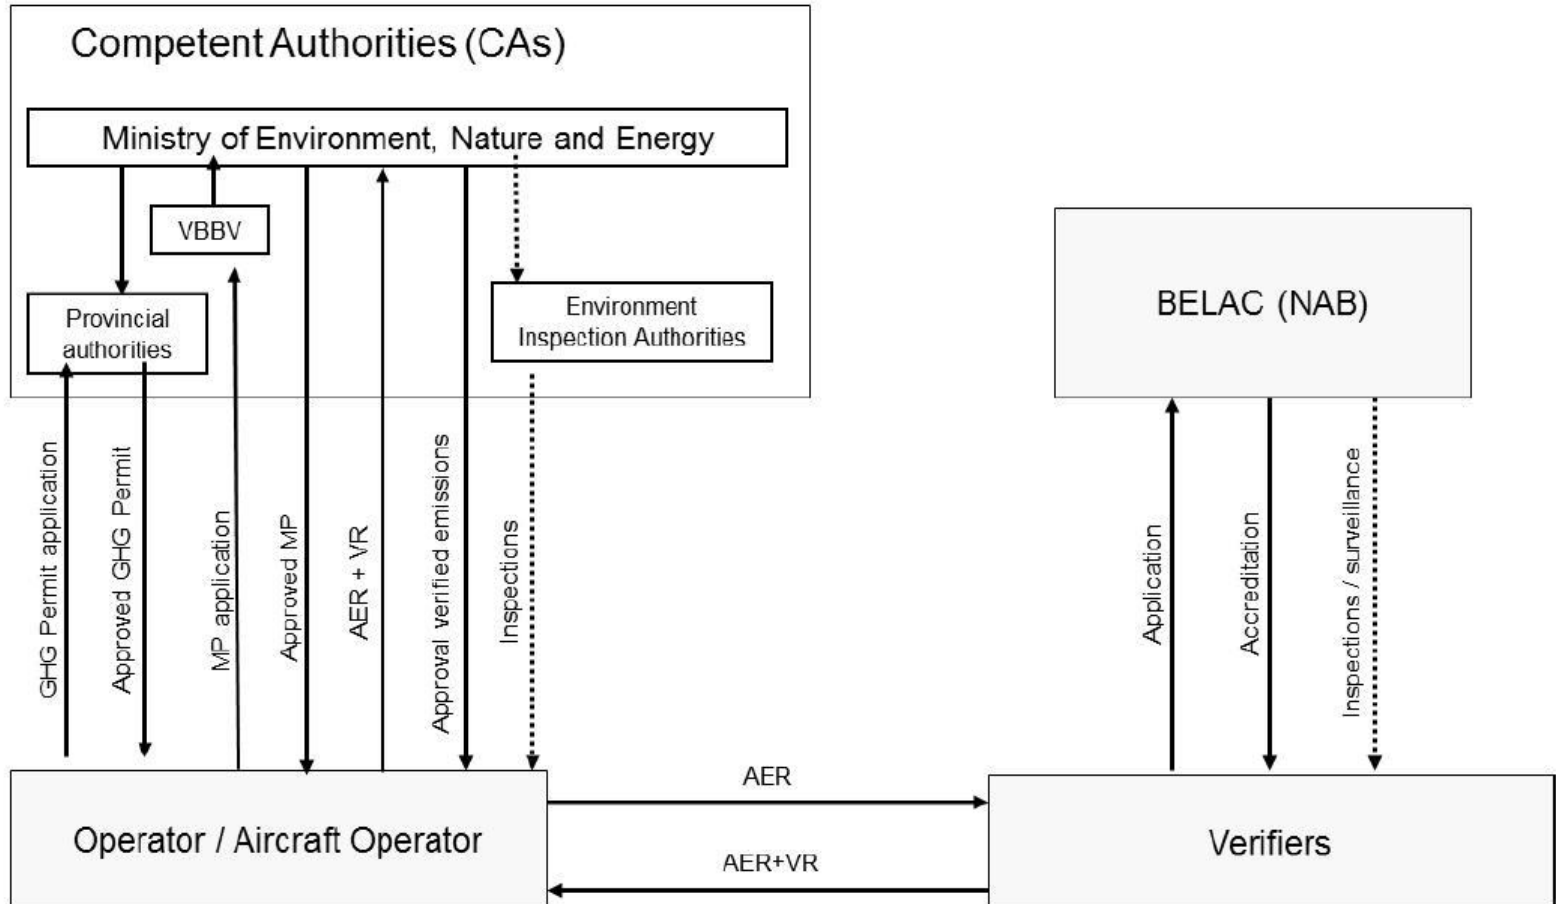 Competent Authorities (CAs)
Ministry of Environment, Nature and Energy
VBBV
Provincial
authorities
Environment
Inspection Authorities
BELAC (NAB)
GHG Permit application
Approved GHG Permit
MP application
Approved MP
AER + VR
Approval verified emissions
Inspections
Application
Accreditation
Inspections / surveillance
AER
Operator / Aircraft Operator
AER+VR
Verifiers